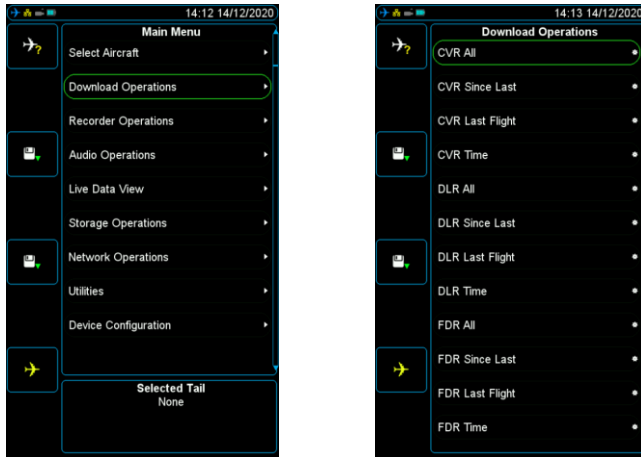 14:12 14/12/2020
Main Menu
Select Aircraft
Download Operations
Recorder Operations
Audio Operations
Live Data View
Storage Operations
Network Operations
Utilities
Device Configuration
Selected Tail
None
14:13 14/12/2020
Download Operations
CVR All
CVR Since Last
CVR Last Flight
CVR Time
DLR All
DLR Since Last
DLR Last Flight
DLR Time
FDR All
FDR Since Last
FDR Last Flight
FDR Time